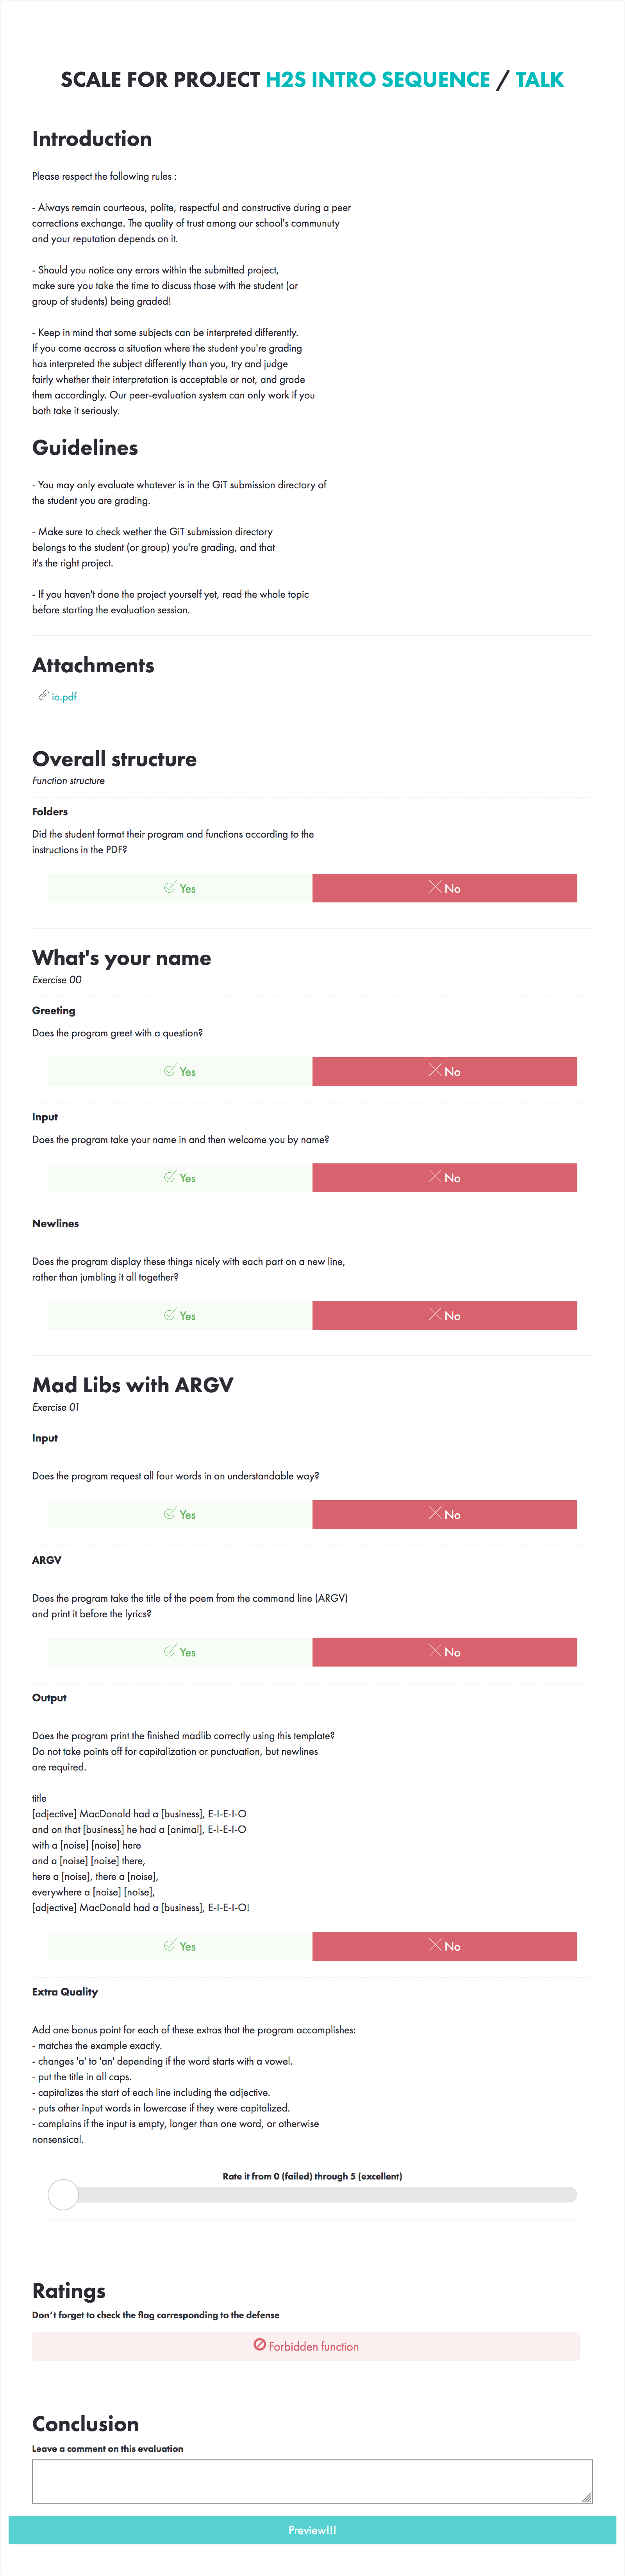 SCALE FOR PROJECT H2S INTRO SEQUENCE / TALK
Introduction
Please respect the following rules :
- Always remain courteous, polite, respectful and constructive during a peer
corrections exchange. The quality of trust among our school's communuty
and your reputation depends on it.
- Should you notice any errors within the submitted project,
make sure you take the time to discuss those with the student (or
group of students) being graded!
- Keep in mind that some subjects can be interpreted differently.
If you come accross a situation where the student you're grading
has interpreted the subject differently than you, try and judge
fairly whether their interpretation is acceptable or not, and grade
them accordingly. Our peer-evaluation system can only work if you
both take it seriously.
Guidelines
- You may only evaluate whatever is in the GiT submission directory of
the student you are grading.
- Make sure to check wether the GiT submission directory
belongs to the student (or group) you're grading, and that
it's the right project.
- If you haven't done the project yourself yet, read the whole topic
before starting the evaluation session.
Attachments
io.pdf
Overall structure
Function structure
Folders
Did the student format their program and functions according to the
instructions in the PDF?
Yes No
What's your name
Exercise 00
Greeting
Does the program greet with a question?
Yes No
Input
Does the program take your name in and then welcome you by name?
Yes No
Newlines
Does the program display these things nicely with each part on a new line,
rather than jumbling it all together?
Yes No
Mad Libs with ARGV
Exercise 01
Input
Does the program request all four words in an understandable way?
Yes No
ARGV
Does the program take the title of the poem from the command line (ARGV)
and print it before the lyrics?
Yes No
Output
Does the program print the finished madlib correctly using this template?
Do not take points off for capitalization or punctuation, but newlines
are required.
title
[adjective] MacDonald had a [business], E-I-E-I-O
and on that [business] he had a [animal], E-I-E-I-O
with a [noise] [noise] here
and a [noise] [noise] there,
here a [noise], there a [noise],
everywhere a [noise] [noise],
[adjective] MacDonald had a [business], E-I-E-I-O!
Yes No
Extra Quality
Add one bonus point for each of these extras that the program accomplishes:
- matches the example exactly.
- changes 'a' to 'an' depending if the word starts with a vowel.
- put the title in all caps.
- capitalizes the start of each line including the adjective.
- puts other input words in lowercase if they were capitalized.
- complains if the input is empty, longer than one word, or otherwise
nonsensical.
Rate it from 0 (failed) through 5 (excellent)
Ratings
Don't forget to check the flag corresponding to the defense
Forbidden function
Conclusion
Leave a comment on this evaluation
Preview!!!